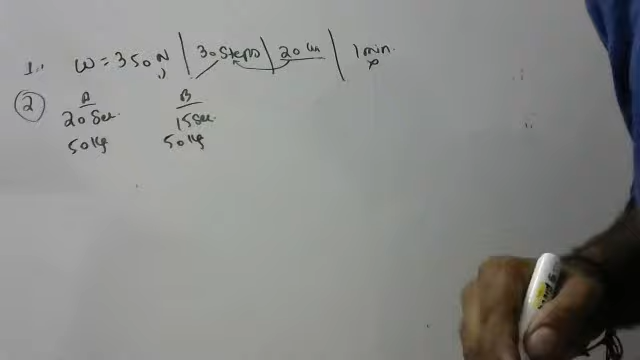 1. W = 350 N, | 30 Steps | 20 cm | 1 min.
2 A B
20 Sec. 15 Sec.
50 Kg 50 Kg